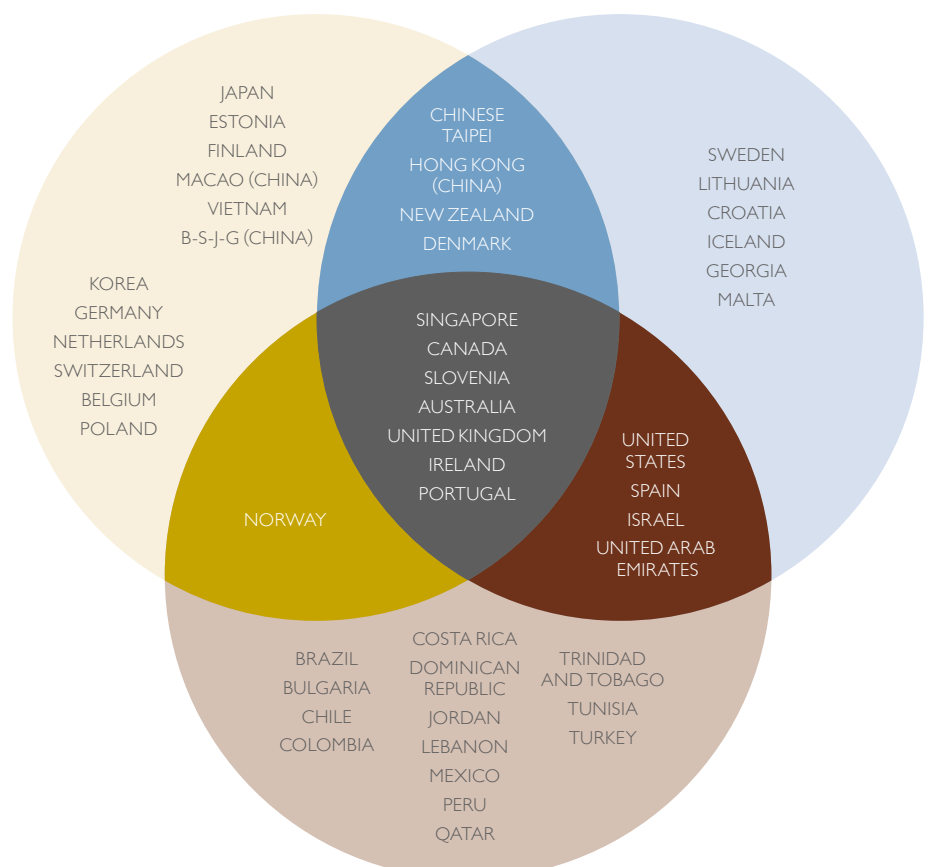 JAPAN
ESTONIA
FINLAND
MACAO (CHINA)
VIETNAM
B-S-J-G (CHINA)
KOREA
GERMANY
NETHERLANDS
SWITZERLAND
BELGIUM
POLAND
CHINESE
TAIPEI
HONG KONG
(CHINA)
NEW ZEALAND
DENMARK
SWEDEN
LITHUANIA
CROATIA
ICELAND
GEORGIA
MALTA
SINGAPORE
CANADA
SLOVENIA
AUSTRALIA
UNITED KINGDOM
IRELAND
PORTUGAL
NORWAY
UNITED
STATES
SPAIN
ISRAEL
UNITED ARAB
EMIRATES
BRAZIL
BULGARIA
CHILE
COLOMBIA
COSTA RICA
DOMINICAN
REPUBLIC
JORDAN
LEBANON
MEXICO
PERU
QATAR
TRINIDAD
AND TOBAGO
TUNISIA
TURKEY